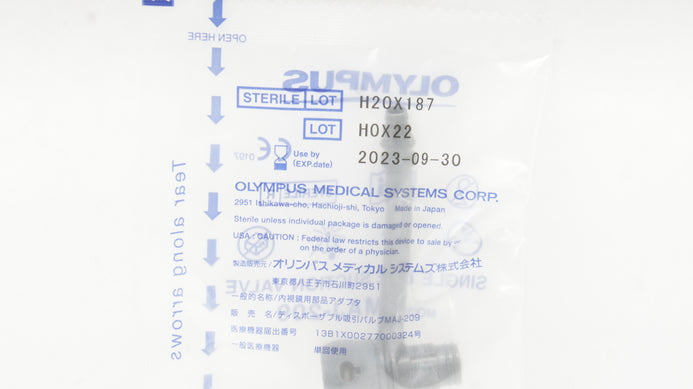 OPEN HERE
OLYMPUS
STERILE LOT H20X187
LOT H0X22
0197
Use by
(EXP.date) 2023-09-30
OLYMPUS MEDICAL SYSTEMS CORP.
2951 Ishikawa-cho, Hachioji-shi, Tokyo Made in Japan
Sterile unless individual package is damaged or opened.
USA : CAUTION : Federal law restricts this device to sale by
on the order of a physician.
製造販売元／オリンパス メディカル システムズ株式会社
東京都八王子市石川町2951
一般的名称／内視鏡用部品アダプタ
販 売 名／ディスポーザブル吸引バルブMAJ-209
医療機器届出番号 13B1X00277000324号
一般医療機器 単回使用
Tear along arrows
STERILE R
SINGLE
VALVE
MAJ-209